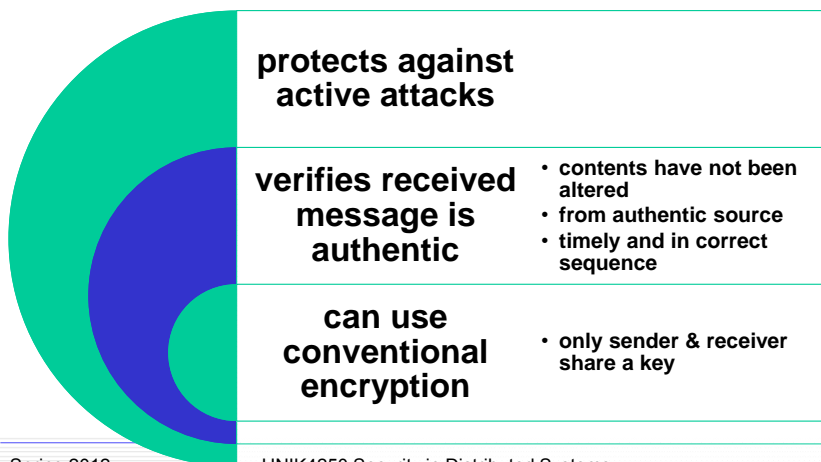 protects against
active attacks
verifies received
message is
authentic
• contents have not been
altered
• from authentic source
• timely and in correct
sequence
can use
conventional
encryption
• only sender & receiver
share a key